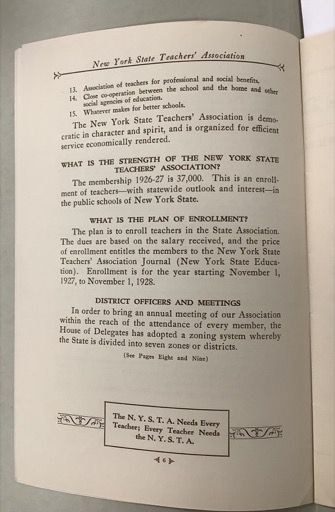 New York State Teachers' Association
13. Association of teachers for professional and social benefits.
14. Close co-operation between the school and the home and other
social agencies of education.
15. Whatever makes for better schools.
The New York State Teachers' Association is demo-
cratic in character and spirit, and is organized for efficient
service economically rendered.
WHAT IS THE STRENGTH OF THE NEW YORK STATE
TEACHERS' ASSOCIATION?
The membership 1926-27 is 37,000. This is an enroll-
ment of teachers—with statewide outlook and interest—in
the public schools of New York State.
WHAT IS THE PLAN OF ENROLLMENT?
The plan is to enroll teachers in the State Association.
The dues are based on the salary received, and the price
of enrollment entitles the members to the New York State
Teachers' Association Journal (New York State Educa-
tion). Enrollment is for the year starting November 1,
1927, to November 1, 1928.
DISTRICT OFFICERS AND MEETINGS
In order to bring an annual meeting of our Association
within the reach of the attendance of every member, the
House of Delegates has adopted a zoning system whereby
the State is divided into seven zones or districts.
(See Pages Eight and Nine)
The N. Y. S. T. A. Needs Every
Teacher; Every Teacher Needs
the N. Y. S. T. A.
6